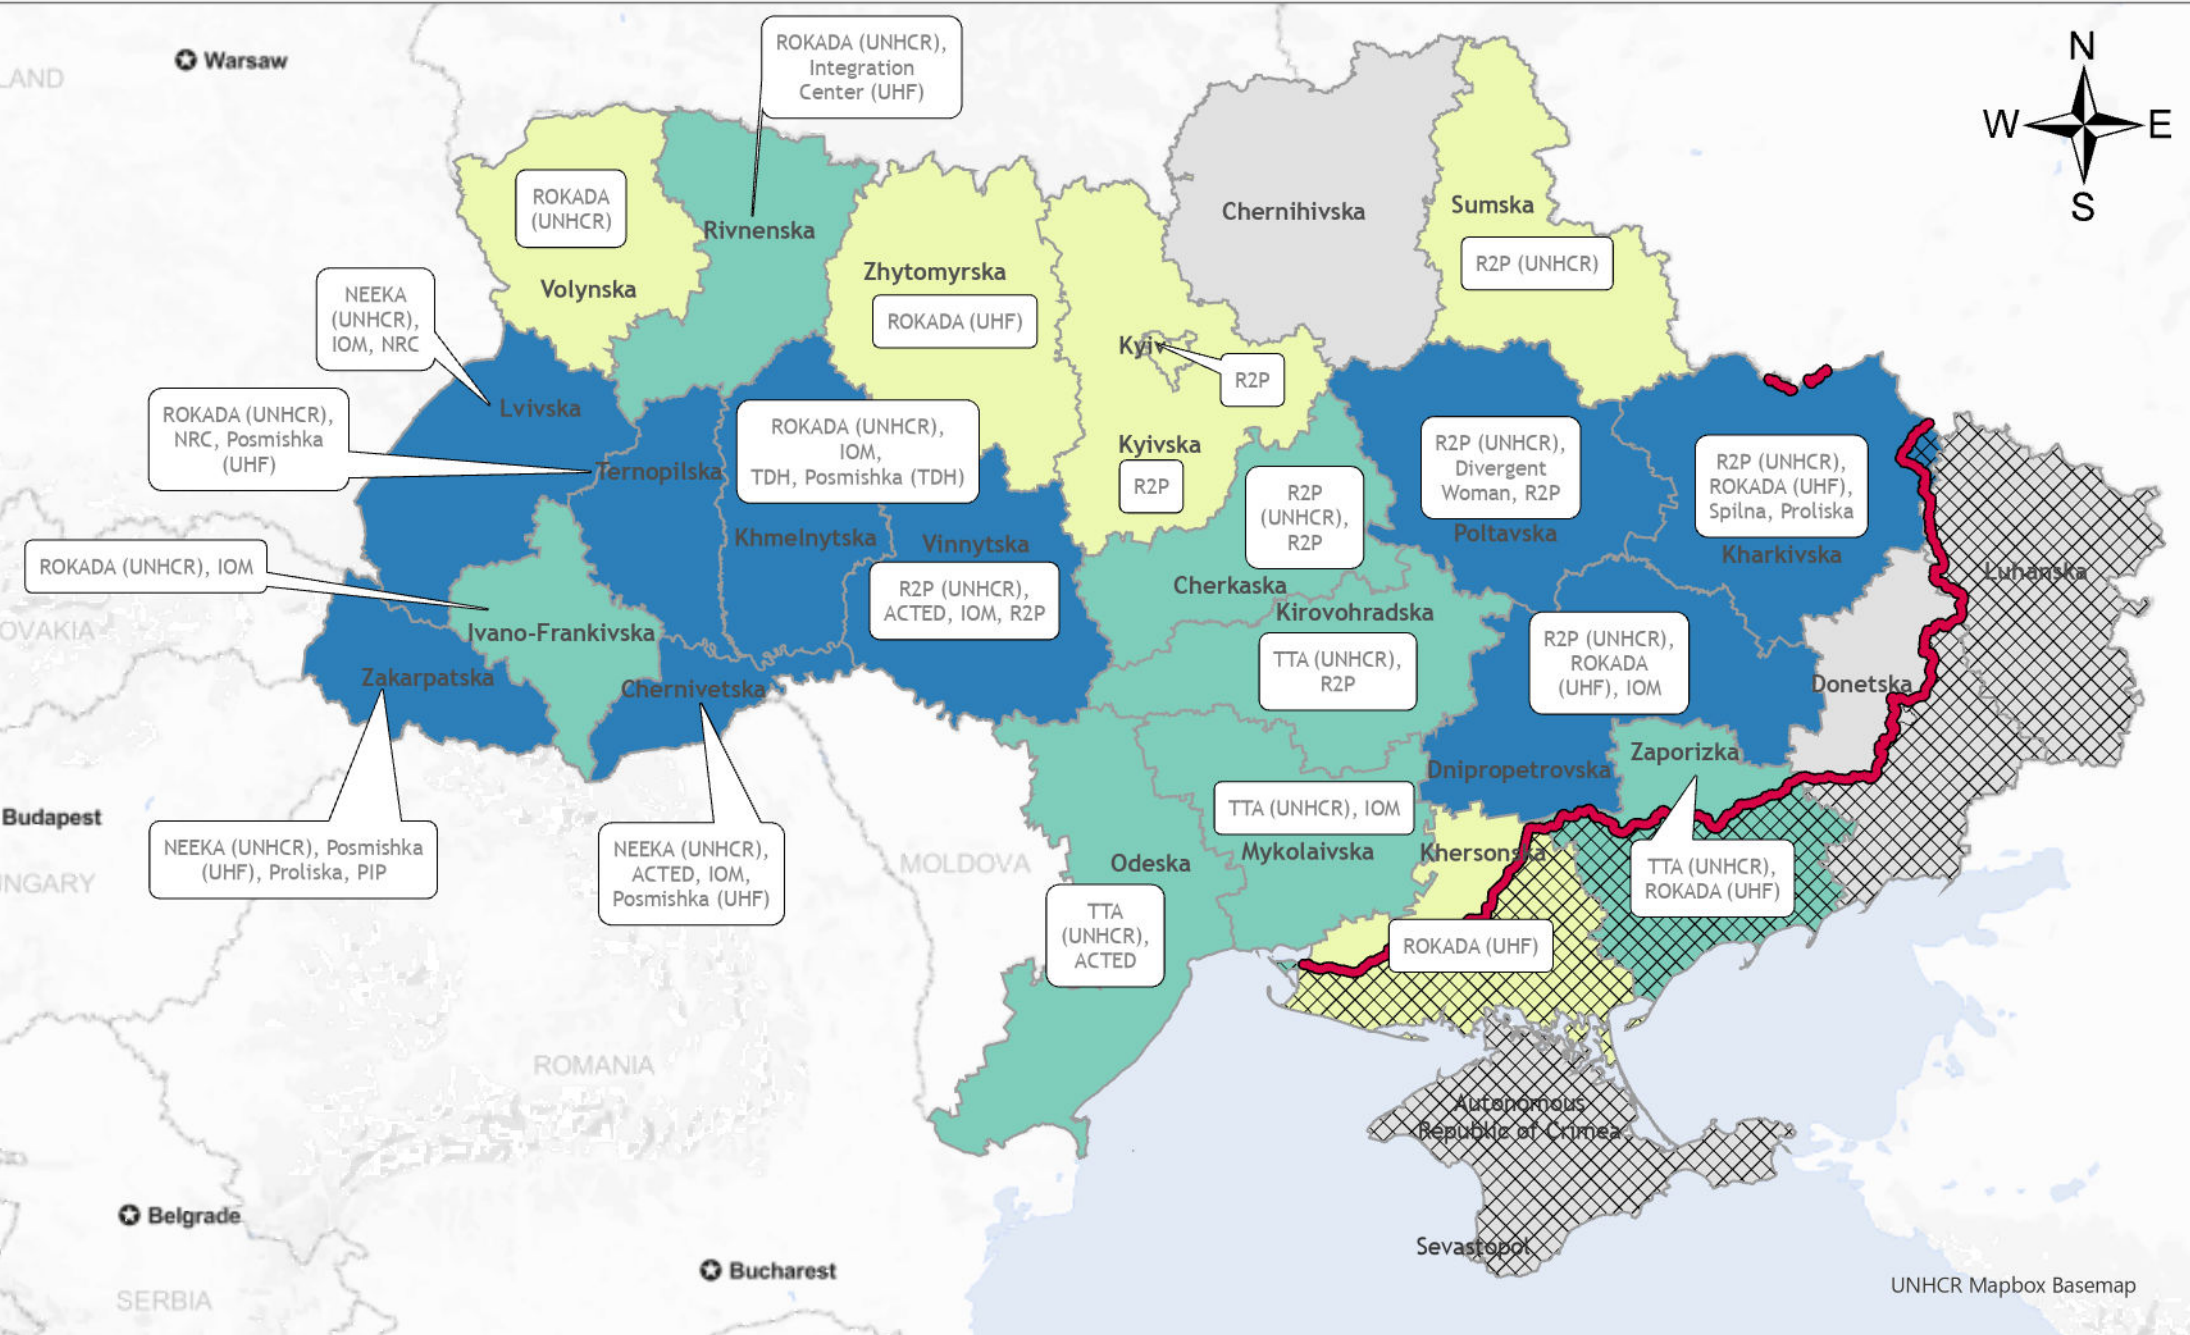 Warsaw
LAND
ROKADA (UNHCR),
Integration
Center (UHF)
N
W
E
S
ROKADA
(UNHCR)
Volynska
Rivnenska
Zhytomyrska
ROKADA (UHF)
Chernihivska
Sumska
R2P (UNHCR)
NEEKA
(UNHCR),
IOM, NRC
Lvivska
Kyiv
R2P
Kyivska
R2P
ROKADA (UNHCR),
NRC, Posmishka
(UHF)
Ternopilska
ROKADA (UNHCR),
IOM,
TDH, Posmishka (TDH)
Khmelnytska
Vinnytska
R2P (UNHCR),
ACTED, IOM, R2P
R2P
(UNHCR),
R2P
Cherkaska
R2P (UNHCR),
Divergent
Woman, R2P
Poltavska
R2P (UNHCR),
ROKADA (UHF),
Spilna, Proliska
Kharkivska
Luhanska
ROKADA (UNHCR), IOM
Ivano-Frankivska
OVAKIA
Kirovohradska
TTA (UNHCR),
R2P
R2P (UNHCR),
ROKADA
(UHF), IOM
Donetska
Zakarpatska
Chernivetska
Zaporizka
Dnipropetrovska
Budapest
NEEKA (UNHCR), Posmishka
(UHF), Proliska, PIP
NEEKA (UNHCR),
ACTED, IOM,
Posmishka (UHF)
TTA (UNHCR), IOM
Mykolaivska
Khersonska
TTA (UNHCR),
ROKADA (UHF)
MOLDOVA
Odeska
TTA
(UNHCR),
ACTED
ROKADA (UHF)
NGARY
ROMANIA
Autonomous
Republic of Crimea
Sevastopol
Belgrade
Bucharest
SERBIA
UNHCR Mapbox Basemap